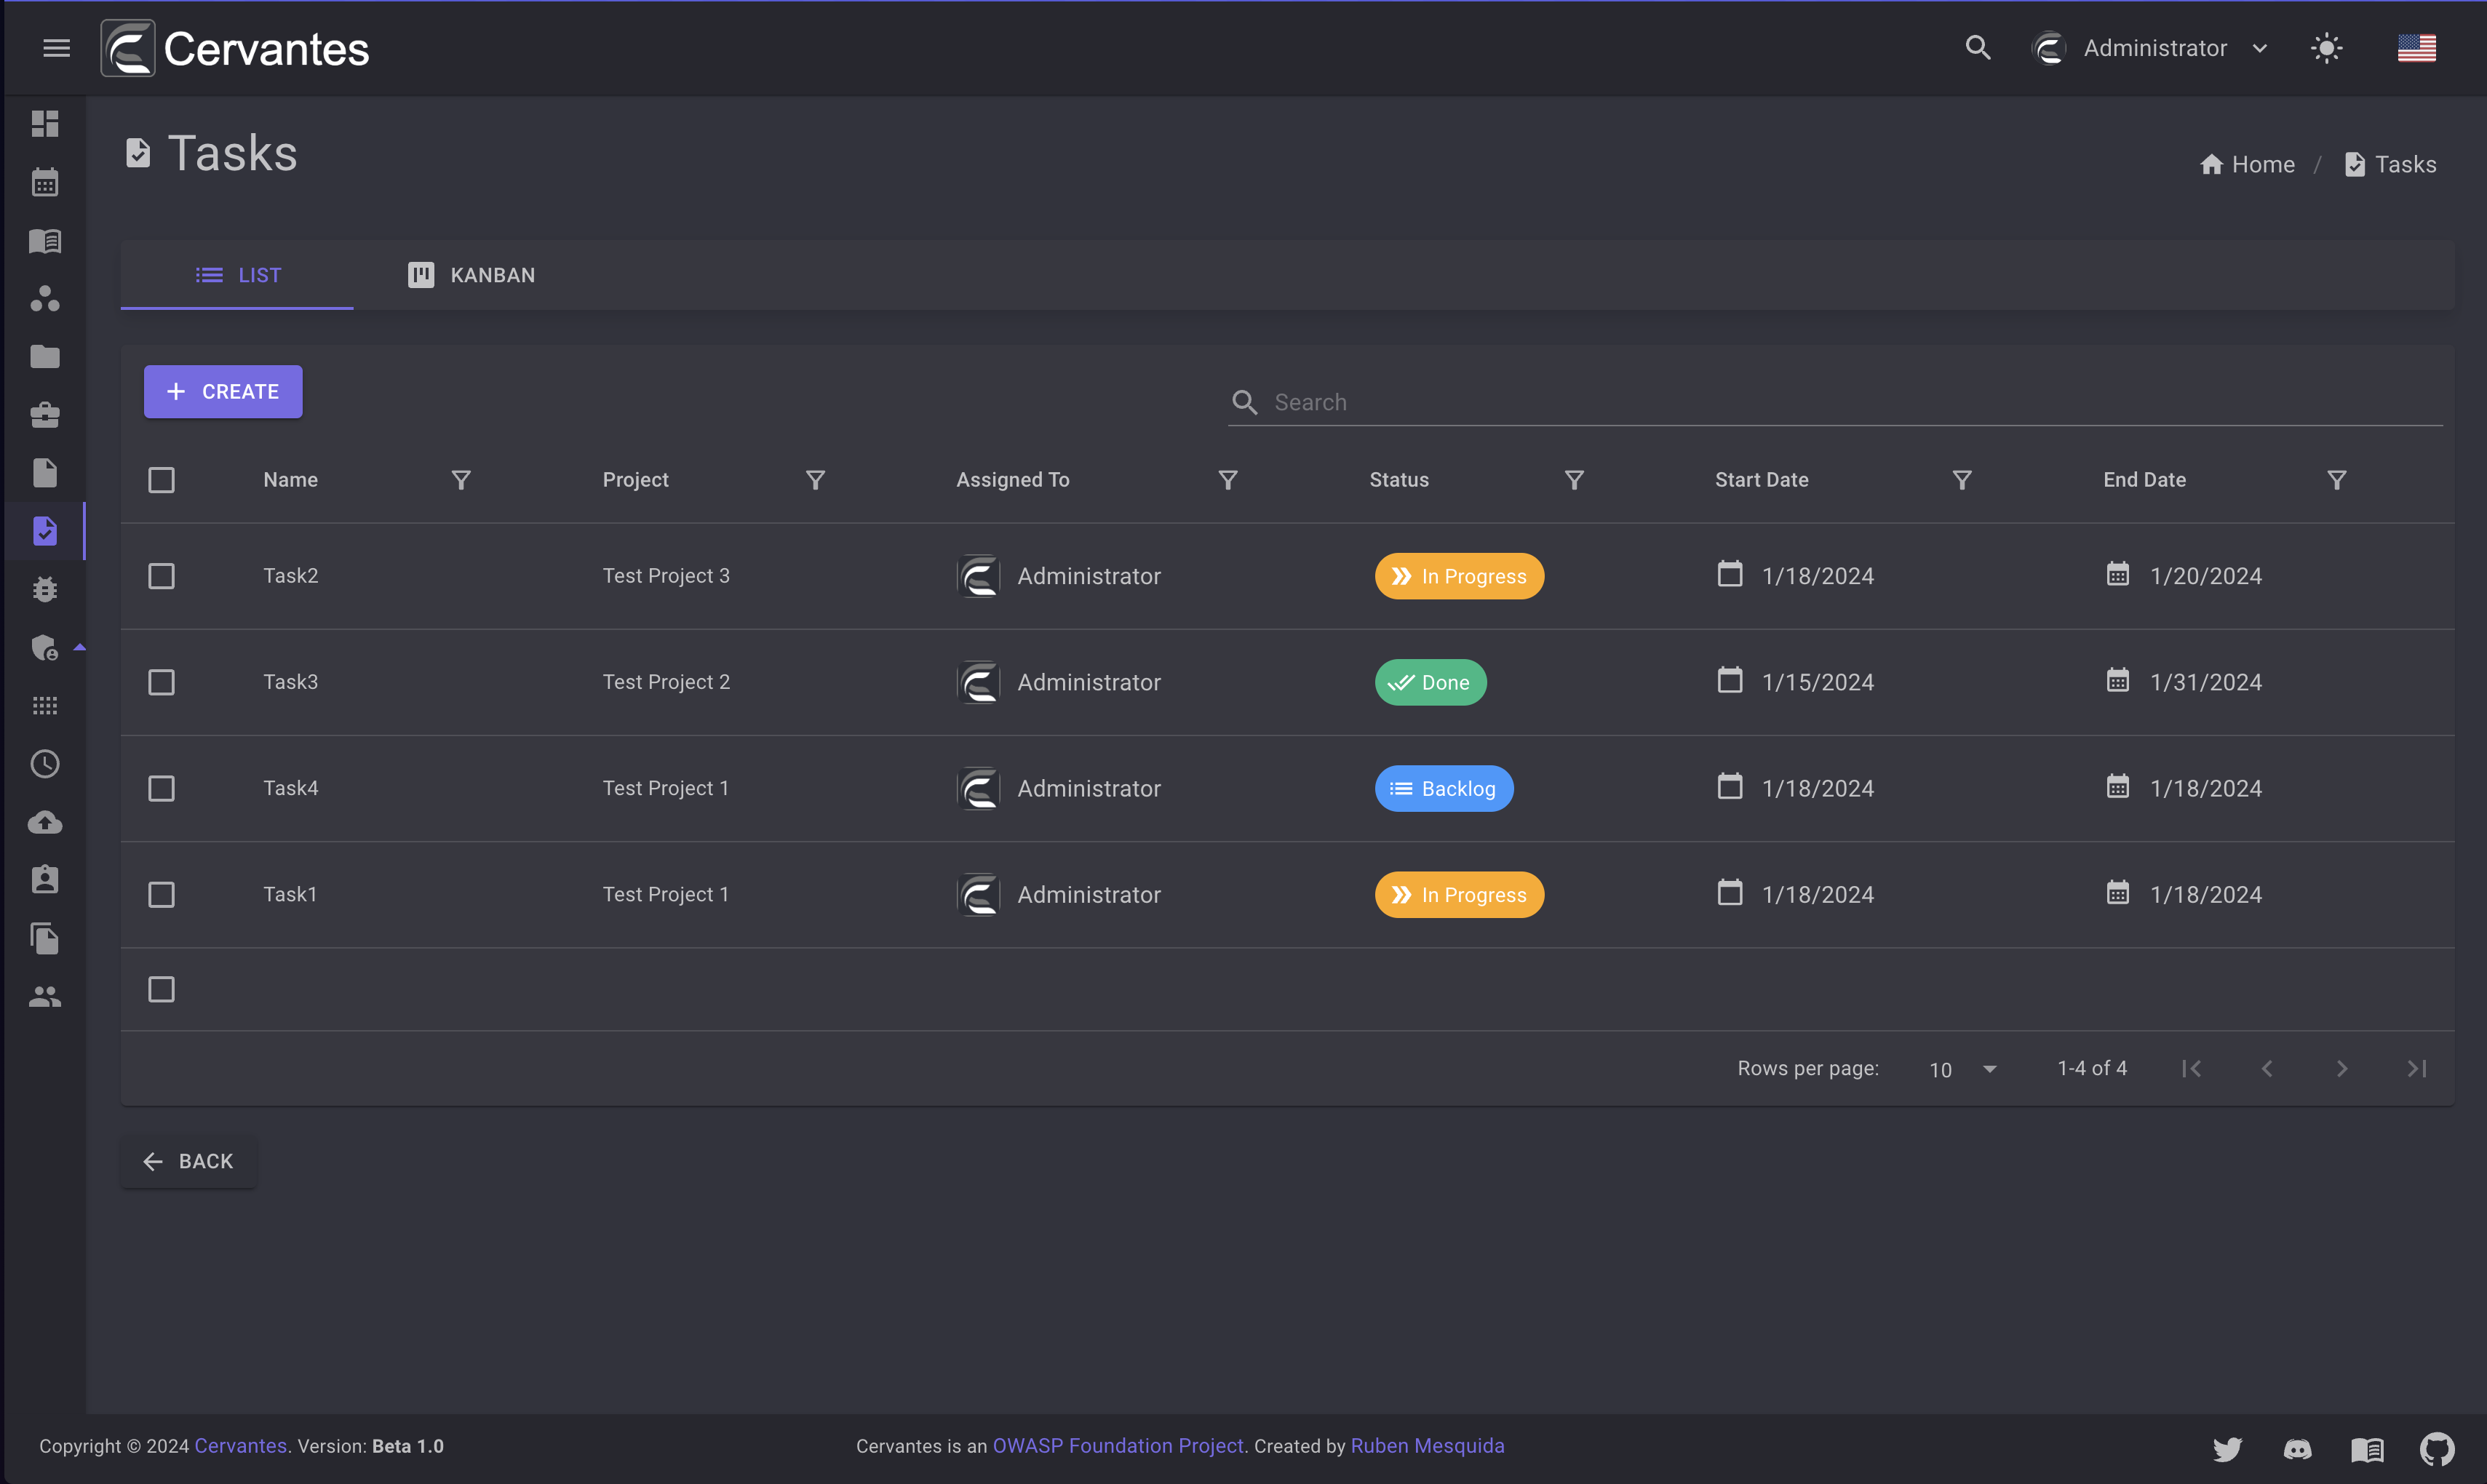 Cervantes
Administrator
Tasks
Home / Tasks
LIST KANBAN
CREATE
Search
Name Project Assigned To Status Start Date End Date
Task2 Test Project 3 Administrator In Progress 1/18/2024 1/20/2024
Task3 Test Project 2 Administrator Done 1/15/2024 1/31/2024
Task4 Test Project 1 Administrator Backlog 1/18/2024 1/18/2024
Task1 Test Project 1 Administrator In Progress 1/18/2024 1/18/2024
Rows per page: 10 1-4 of 4
BACK
Copyright © 2024 Cervantes. Version: Beta 1.0
Cervantes is an OWASP Foundation Project. Created by Ruben Mesquida